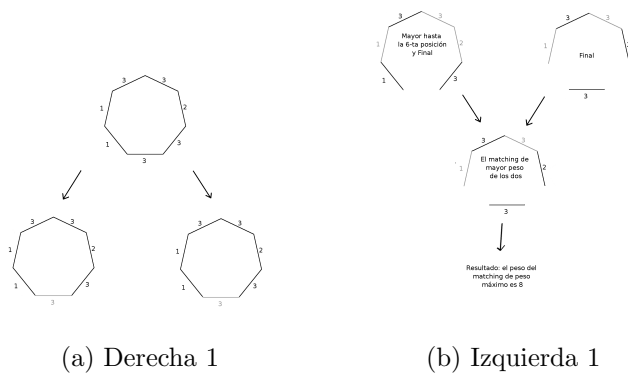 3 3
1 2
1 3
3
3 3
1 2
1 3
3
3 3
1 2
1 3
3
(a) Derecha 1
3 3
1 2
Mayor hasta
la 6-ta posición
y Final
1 3
3 3
1
Final
3
3 3
1 2
El matching de
mayor peso
de los dos
3
Resultado: el peso del
matching de peso
máximo es 8
(b) Izquierda 1